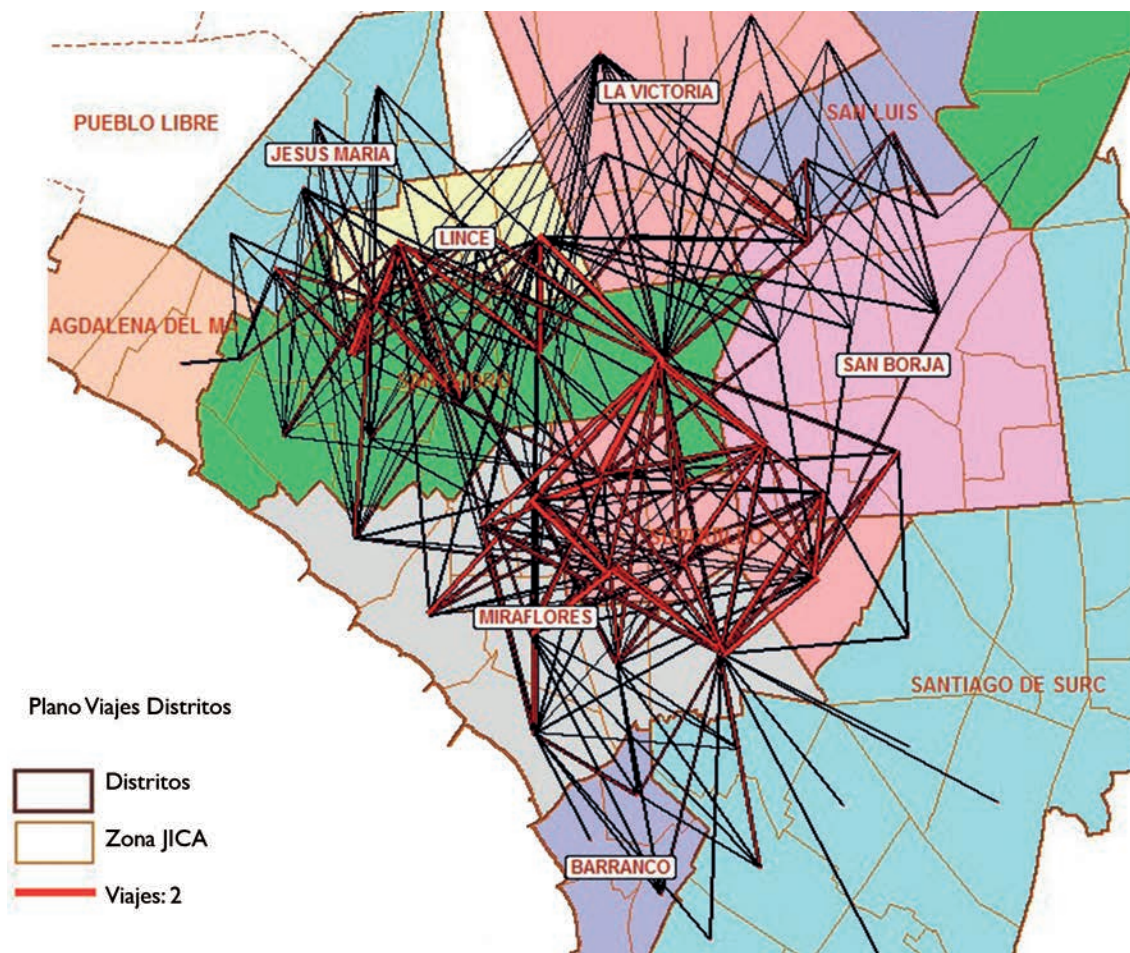 LA VICTORIA
SAN LUIS
PUEBLO LIBRE
JESUS MARIA
LINCE
AGDALENA DEL MA
SAN BORJA
MIRAFLORES
SANTIAGO DE SURC
BARRANCO
Plano Viajes Distritos
Distritos
Zona JICA
Viajes: 2